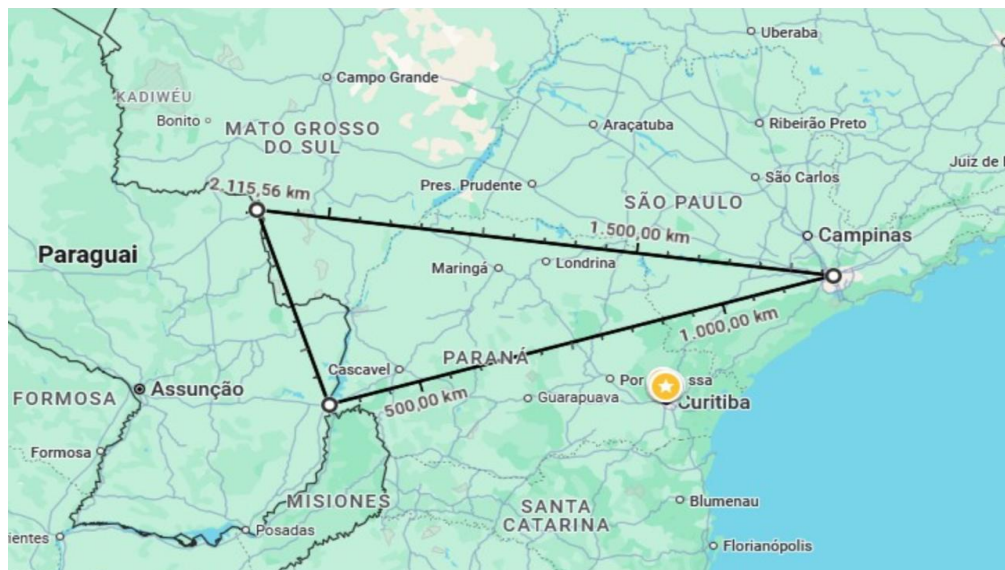 Uberaba
Campo Grande
KADIWÉU
Bonito
MATO GROSSO
DO SUL
Araçatuba
Ribeirão Preto
Juiz de
2.115,56 km
Pres. Prudente
São Carlos
SÃO PAULO
1.500,00 km
Campinas
Paraguai
Maringá
Londrina
1.000,00 km
PARANÁ
Cascavel
Assunção
FORMOSA
500,00 km
Guarapuava
Curitiba
Formosa
MISIONES
Posadas
SANTA
CATARINA
Blumenau
Florianópolis